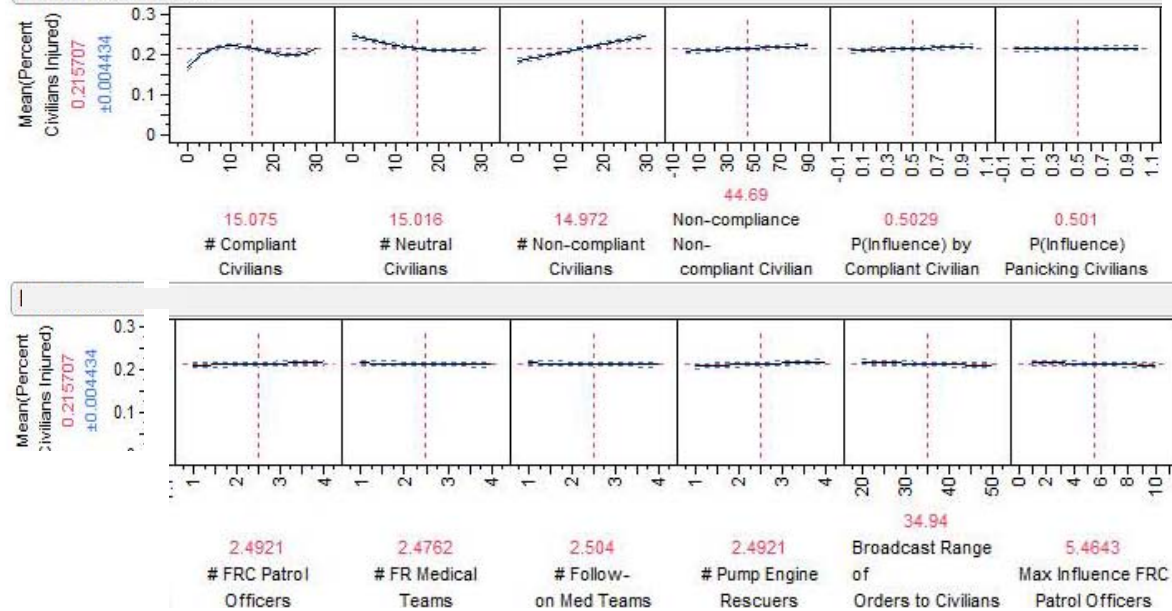 Mean(Percent
Civilians Injured)
0.215707
±0.004434
0.3
0.2
0.1
0
0 10 20 30
0 10 20 30
0 10 20 30
-10 10 30 50 70 90
-0.1 0.1 0.3 0.5 0.7 0.9 1.1
-0.1 0.1 0.3 0.5 0.7 0.9 1.1
15.075
# Compliant
Civilians
15.016
# Neutral
Civilians
14.972
# Non-compliant
Civilians
44.69
Non-compliance
Non-
compliant Civilian
0.5029
P(Influence) by
Compliant Civilian
0.501
P(Influence)
Panicking Civilians
Mean(Percent
Civilians Injured)
0.215707
±0.004434
0.3
0.2
0.1
1 2 3 4
1 2 3 4
1 2 3 4
1 2 3 4
20 30 40 50
0 2 4 6 8 10
2.4921
# FRC Patrol
Officers
2.4762
# FR Medical
Teams
2.504
# Follow-
on Med Teams
2.4921
# Pump Engine
Rescuers
34.94
Broadcast Range
of
Orders to Civilians
5.4643
Max Influence FRC
Patrol Officers